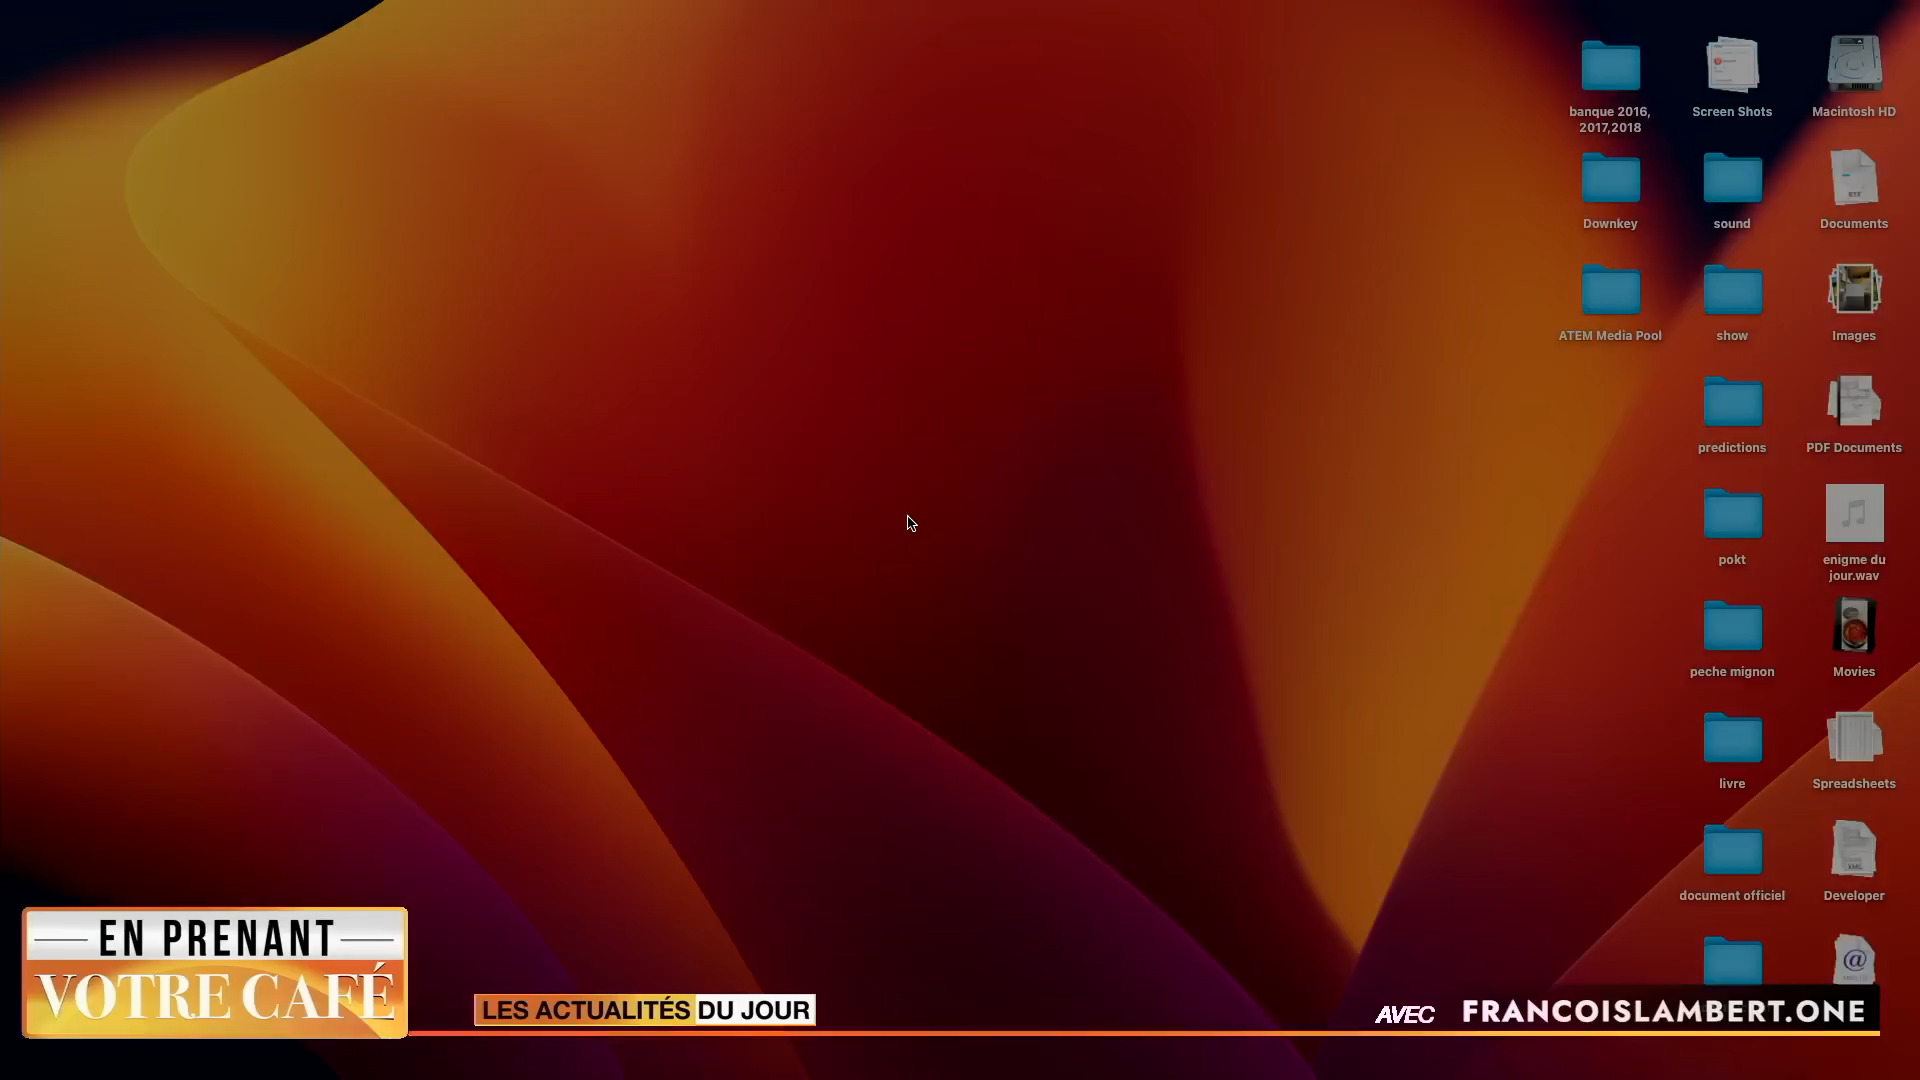 banque 2016,
2017,2018
Screen Shots
Macintosh HD
Downkey
sound
Documents
ATEM Media Pool
show
Images
predictions
PDF Documents
pokt
enigme du
jour.wav
peche mignon
Movies
livre
Spreadsheets
document officiel
Developer
EN PRENANT
VOTRE CAFÉ
LES ACTUALITÉS DU JOUR
AVEC FRANCOISLAMBERT.ONE